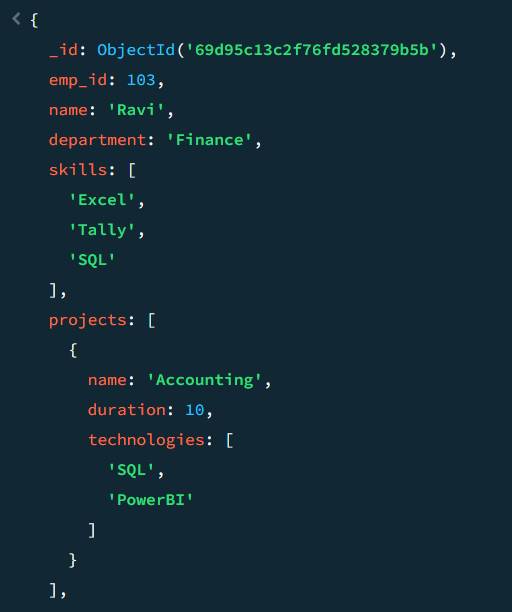 {
_id: ObjectId('69d95c13c2f76fd528379b5b'),
emp_id: 103,
name: 'Ravi',
department: 'Finance',
skills: [
'Excel',
'Tally',
'SQL'
],
projects: [
{
name: 'Accounting',
duration: 10,
technologies: [
'SQL',
'PowerBI'
]
}
],